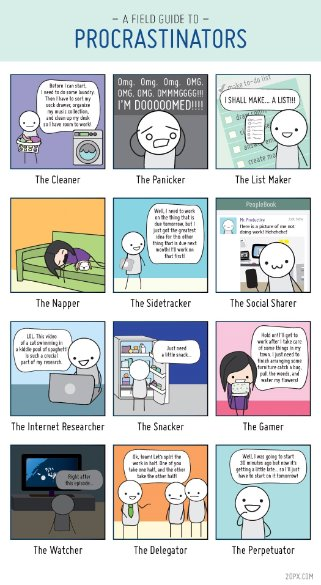 – A FIELD GUIDE TO –
PROCRASTINATORS
Before I can start,
I need to do some laundry.
Then I have to sort my
sock drawer, organize
my music collection,
and clean up my desk
so I have room to work!
The Cleaner
Omg. Omg. Omg. OMG.
OMG. OMG. OMMMGGGG!!!
I'M DOOOOOMED!!!!
The Panicker
make to-do list
I SHALL MAKE... A LIST!!!
create mo
The List Maker
The Napper
Well, I need to work
on the thing that is
due tomorrow, but I
just got the greatest
idea for this other
thing that is due next
month! I'll work on
that first!
The Sidetracker
PeopleBook
Mr. Productive
Here is a picture of me not
doing work! Hehehehe!
The Social Sharer
LOL. This video
of a cat swimming in
a kiddie pool of spaghetti
is such a crucial
part of my research.
The Internet Researcher
Just need
a little snack...
The Snacker
Hold on! I'll get to
work after I take care
of some things in my
town. I just need to
finish arranging some
furniture, catch a bug,
pull the weeds, and
water my flowers!
The Gamer
Right after
this episode...
The Watcher
Ok, team! Let's split the
work in half. One of you
take one half, and the other
take the other half!
The Delegator
Well, I was going to start
30 minutes ago but now it's
getting a little late... so I'll just
have to start on it tomorrow!
The Perpetuator
20PX.COM